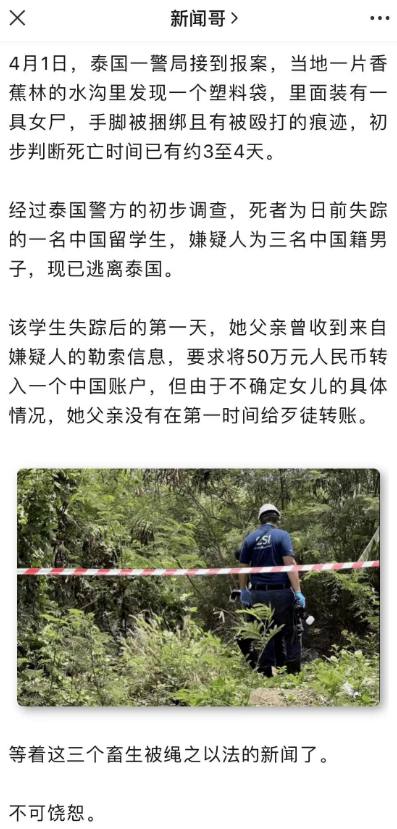 新闻哥
4月1日，泰国一警局接到报案，当地一片香
蕉林的水沟里发现一个塑料袋，里面装有一
具女尸，手脚被捆绑且有被殴打的痕迹，初
步判断死亡时间已有约3至4天。
经过泰国警方的初步调查，死者为日前失踪
的一名中国留学生，嫌疑人为三名中国籍男
子，现已逃离泰国。
该学生失踪后的第一天，她父亲曾收到来自
嫌疑人的勒索信息，要求将50万元人民币转
入一个中国账户，但由于不确定女儿的具体
情况，她父亲没有在第一时间给歹徒转账。
CSI
等着这三个畜生被绳之以法的新闻了。
不可饶恕。